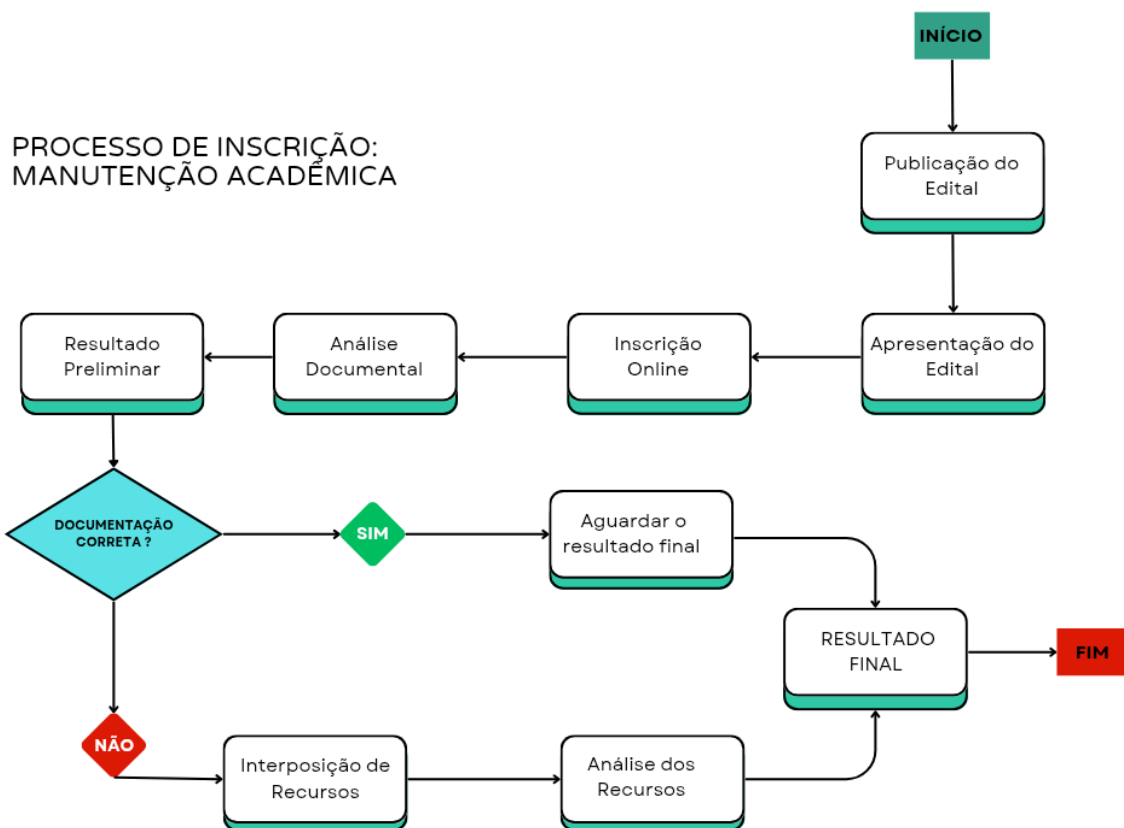 INÍCIO
PROCESSO DE INSCRIÇÃO:
MANUTENÇÃO ACADÊMICA
Publicação do
Edital
Apresentação do
Edital
Inscrição
Online
Análise
Documental
Resultado
Preliminar
DOCUMENTAÇÃO
CORRETA ?
SIM
Aguardar o
resultado final
NÃO
Interposição de
Recursos
Análise dos
Recursos
RESULTADO
FINAL
FIM